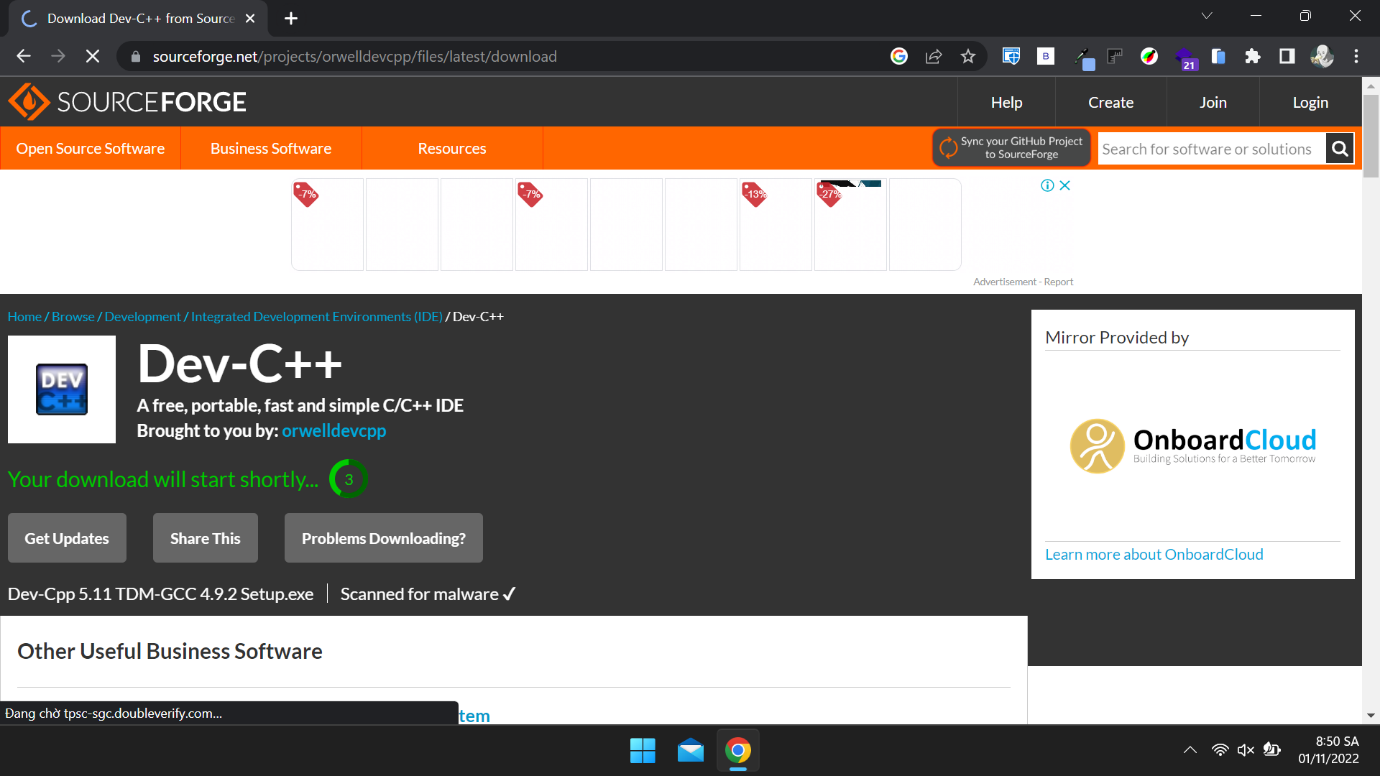 Download Dev-C++ from Source
sourceforge.net/projects/orwelldevcpp/files/latest/download
B
21
SOURCEFORGE
Help
Create
Join
Login
Open Source Software
Business Software
Resources
Sync your GitHub Project
to SourceForge
Search for software or solutions
-7%
-7%
-13%
-27%
Advertisement - Report
Home / Browse / Development / Integrated Development Environments (IDE) / Dev-C++
DEV
C++
Dev-C++
A free, portable, fast and simple C/C++ IDE
Brought to you by: orwelldevcpp
Your download will start shortly...
3
Get Updates
Share This
Problems Downloading?
Dev-Cpp 5.11 TDM-GCC 4.9.2 Setup.exe
Scanned for malware ✓
Mirror Provided by
OnboardCloud
Building Solutions for a Better Tomorrow
Learn more about OnboardCloud
Other Useful Business Software
tem
Đang chờ tpsc-sgc.doubleverify.com...
8:50 SA
01/11/2022